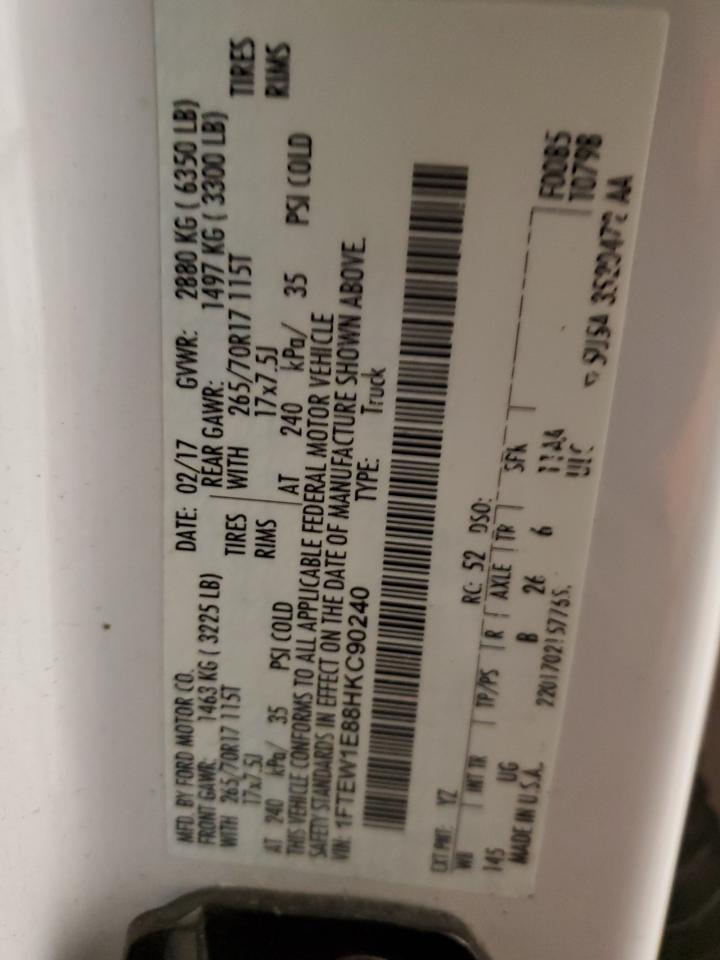 MFD. BY FORD MOTOR CO.
DATE: 02/17 GVWR: 2880 KG ( 6350 LB)
FRONT GAWR: 1463 KG ( 3225 LB) REAR GAWR: 1497 KG ( 3300 LB)
WITH 265/70R17 115T TIRES WITH 265/70R17 115T TIRES
17x7.5J RIMS 17x7.5J RIMS
AT 240 kPa/ 35 PSI COLD AT 240 kPa/ 35 PSI COLD
THIS VEHICLE CONFORMS TO ALL APPLICABLE FEDERAL MOTOR VEHICLE
SAFETY STANDARDS IN EFFECT ON THE DATE OF MANUFACTURE SHOWN ABOVE.
VIN: 1FTEW1E88HKC90240 TYPE: Truck
EXT PNT: YZ RC: 52 DSO:
WB INT TR TP/PS R AXLE TR SPR F00B5
145 UG B 26 6 T0798
MADE IN U.S.A.